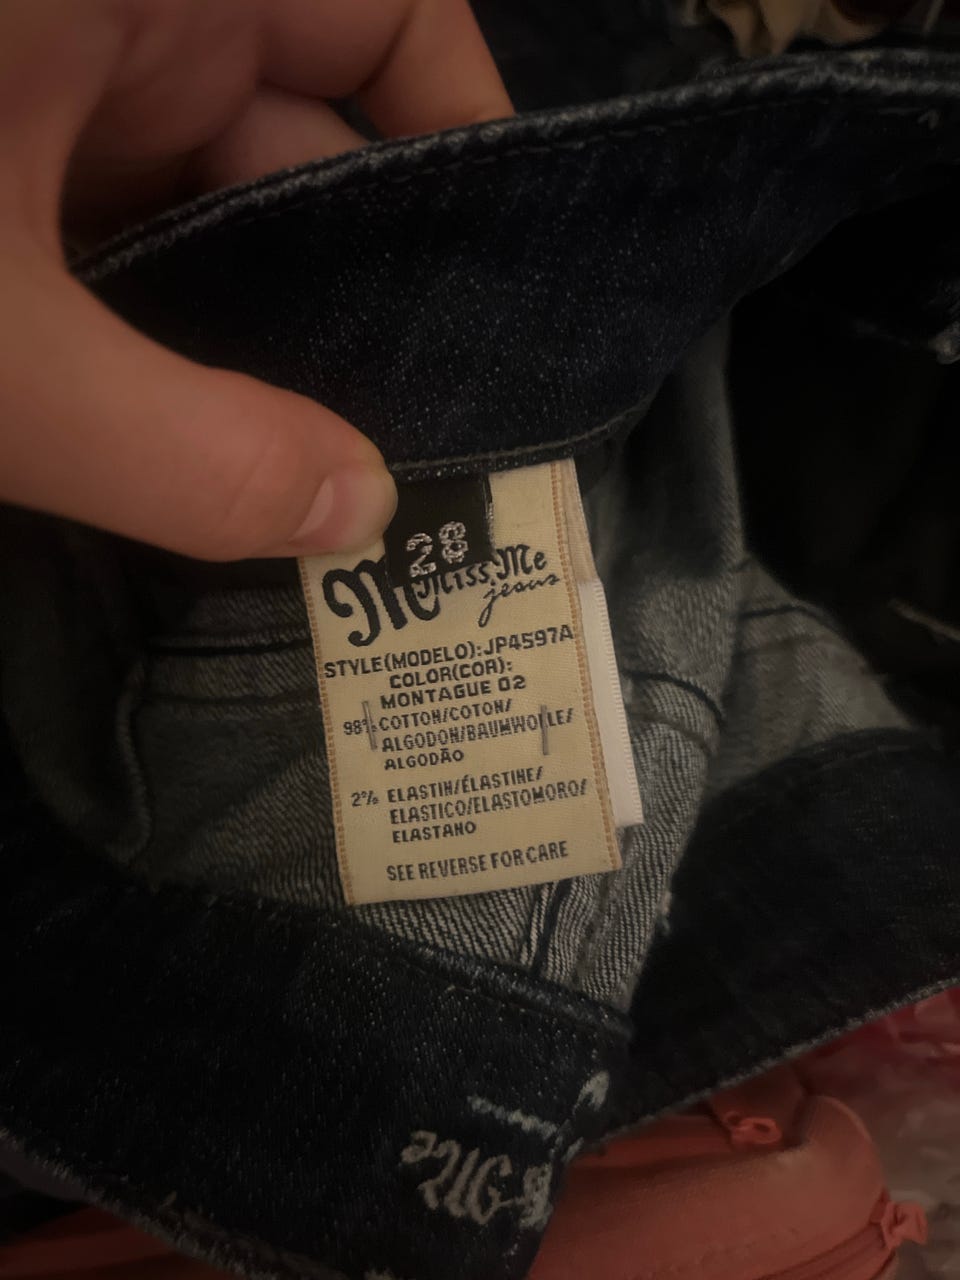 28
Miss Me
jeans
STYLE(MODELO):JP4597A
COLOR(COR):
MONTAGUE 02
98% COTTON/COTON/
ALGODON/BAUMWOLLE/
ALGODÃO
2% ELASTIN/ÉLASTINE/
ELASTICO/ELASTOMORO/
ELASTANO
SEE REVERSE FOR CARE